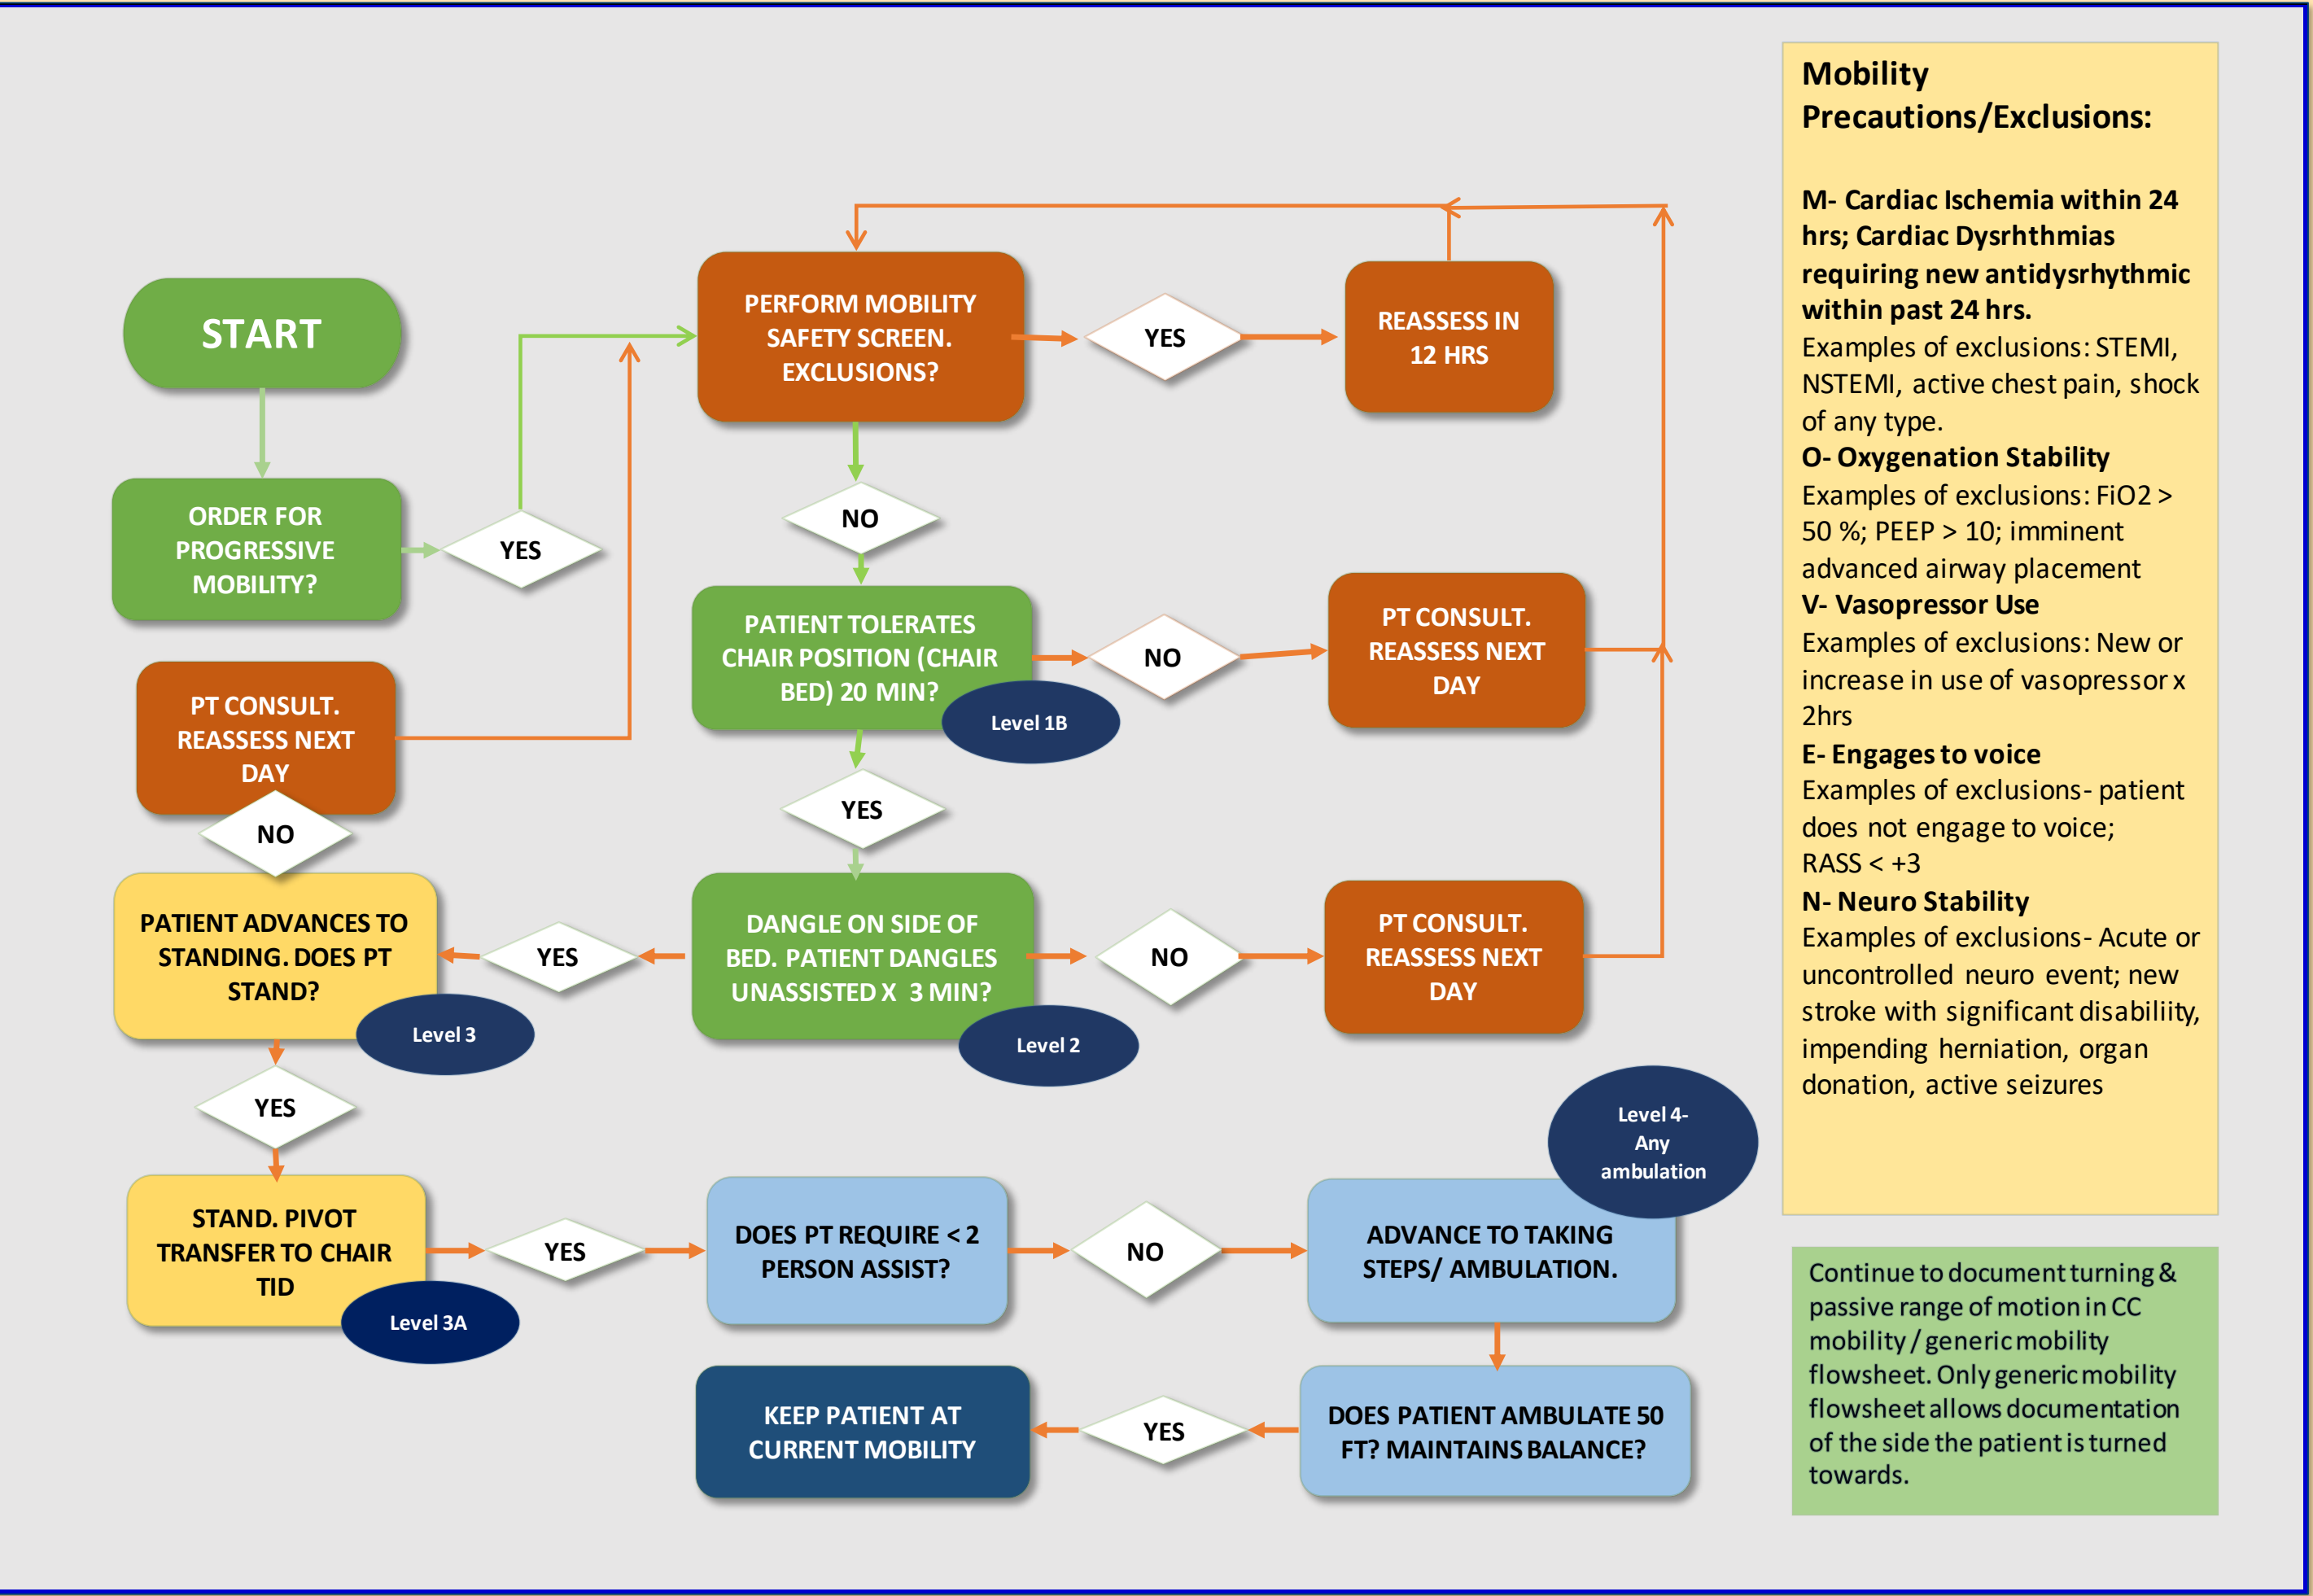 START
ORDER FOR
PROGRESSIVE
MOBILITY?
YES
PERFORM MOBILITY
SAFETY SCREEN.
EXCLUSIONS?
YES
REASSESS IN
12 HRS
NO
PATIENT TOLERATES
CHAIR POSITION (CHAIR
BED) 20 MIN?
Level 1B
NO
PT CONSULT.
REASSESS NEXT
DAY
YES
DANGLE ON SIDE OF
BED. PATIENT DANGLES
UNASSISTED X 3 MIN?
Level 2
NO
PT CONSULT.
REASSESS NEXT
DAY
YES
PATIENT ADVANCES TO
STANDING. DOES PT
STAND?
Level 3
NO
PT CONSULT.
REASSESS NEXT
DAY
YES
STAND. PIVOT
TRANSFER TO CHAIR
TID
Level 3A
YES
DOES PT REQUIRE < 2
PERSON ASSIST?
NO
ADVANCE TO TAKING
STEPS/ AMBULATION.
Level 4-
Any
ambulation
DOES PATIENT AMBULATE 50
FT? MAINTAINS BALANCE?
YES
KEEP PATIENT AT
CURRENT MOBILITY
Mobility
Precautions/Exclusions:
M- Cardiac Ischemia within 24
hrs; Cardiac Dysrhthmias
requiring new antidysrhythmic
within past 24 hrs.
Examples of exclusions: STEMI,
NSTEMI, active chest pain, shock
of any type.
O- Oxygenation Stability
Examples of exclusions: FiO2 >
50 %; PEEP > 10; imminent
advanced airway placement
V- Vasopressor Use
Examples of exclusions: New or
increase in use of vasopressor x
2hrs
E- Engages to voice
Examples of exclusions- patient
does not engage to voice;
RASS < +3
N- Neuro Stability
Examples of exclusions- Acute or
uncontrolled neuro event; new
stroke with significant disabiliity,
impending herniation, organ
donation, active seizures
Continue to document turning &
passive range of motion in CC
mobility / generic mobility
flowsheet. Only generic mobility
flowsheet allows documentation
of the side the patient is turned
towards.